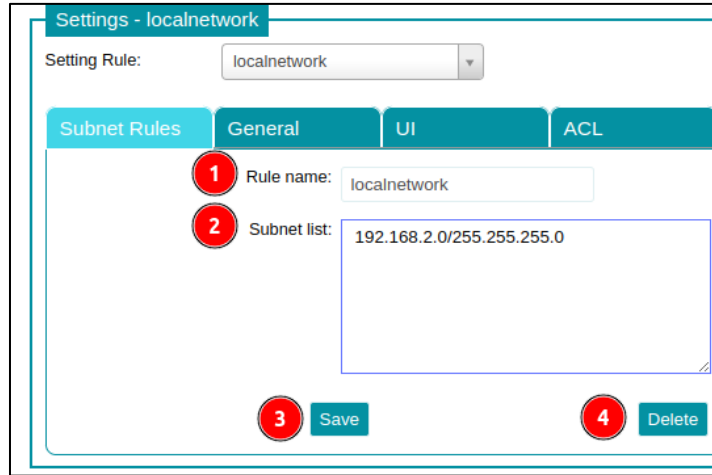 Settings - localnetwork
Setting Rule: localnetwork
Subnet Rules General UI ACL
1 Rule name: localnetwork
2 Subnet list: 192.168.2.0/255.255.255.0
3 Save 4 Delete